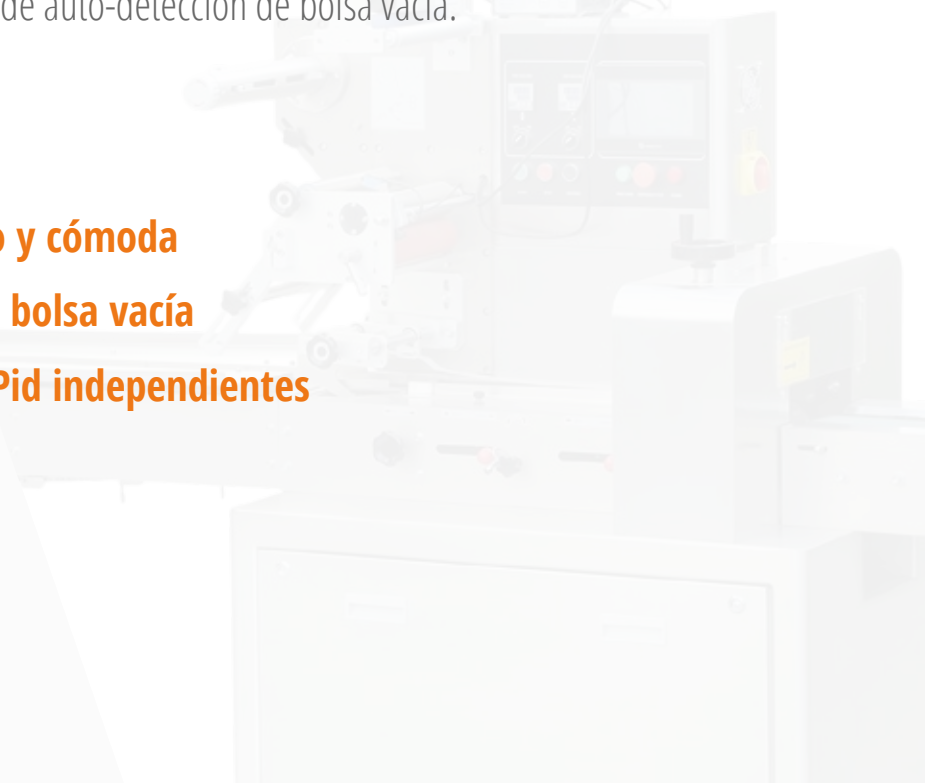 de auto-detección de bolsa vacía.
y cómoda
bolsa vacía
Pid independientes